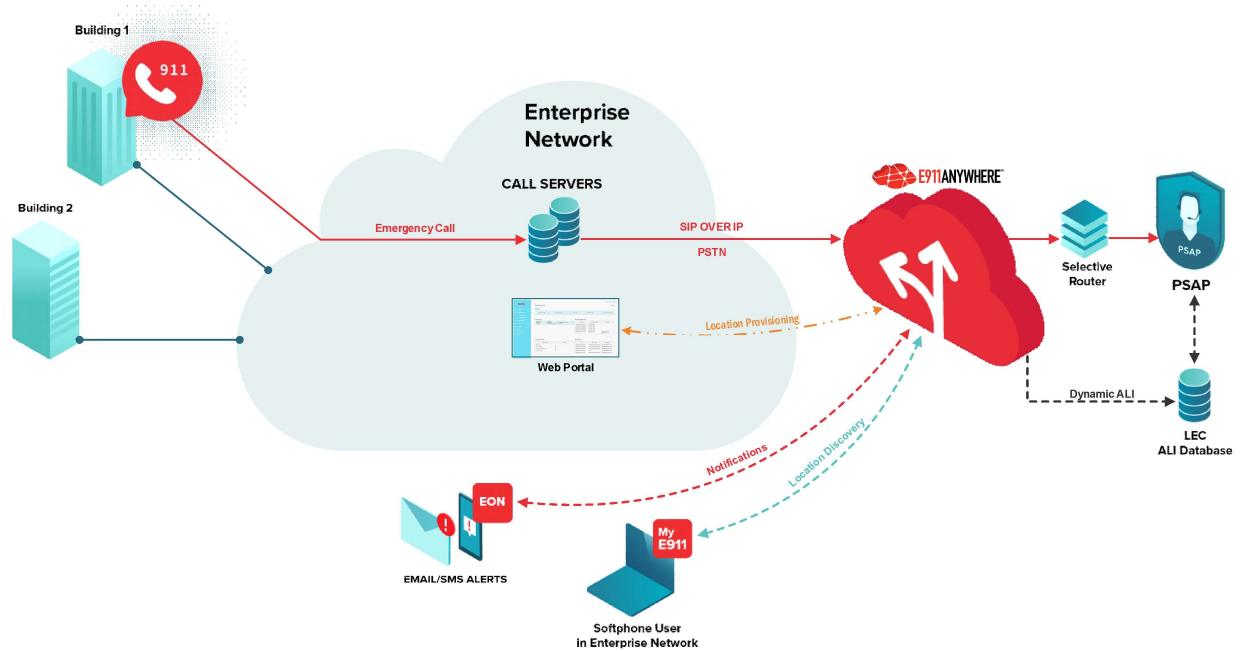 Building 1
911
Building 2
Enterprise
Network
CALL SERVERS
Emergency Call
SIP OVER IP
PSTN
E911ANYWHERE
Selective
Router
PSAP
PSAP
Location Provisioning
Web Portal
Dynamic ALI
LEC
ALI Database
Notifications
Location Discovery
EON
EMAIL/SMS ALERTS
My
E911
Softphone User
in Enterprise Network